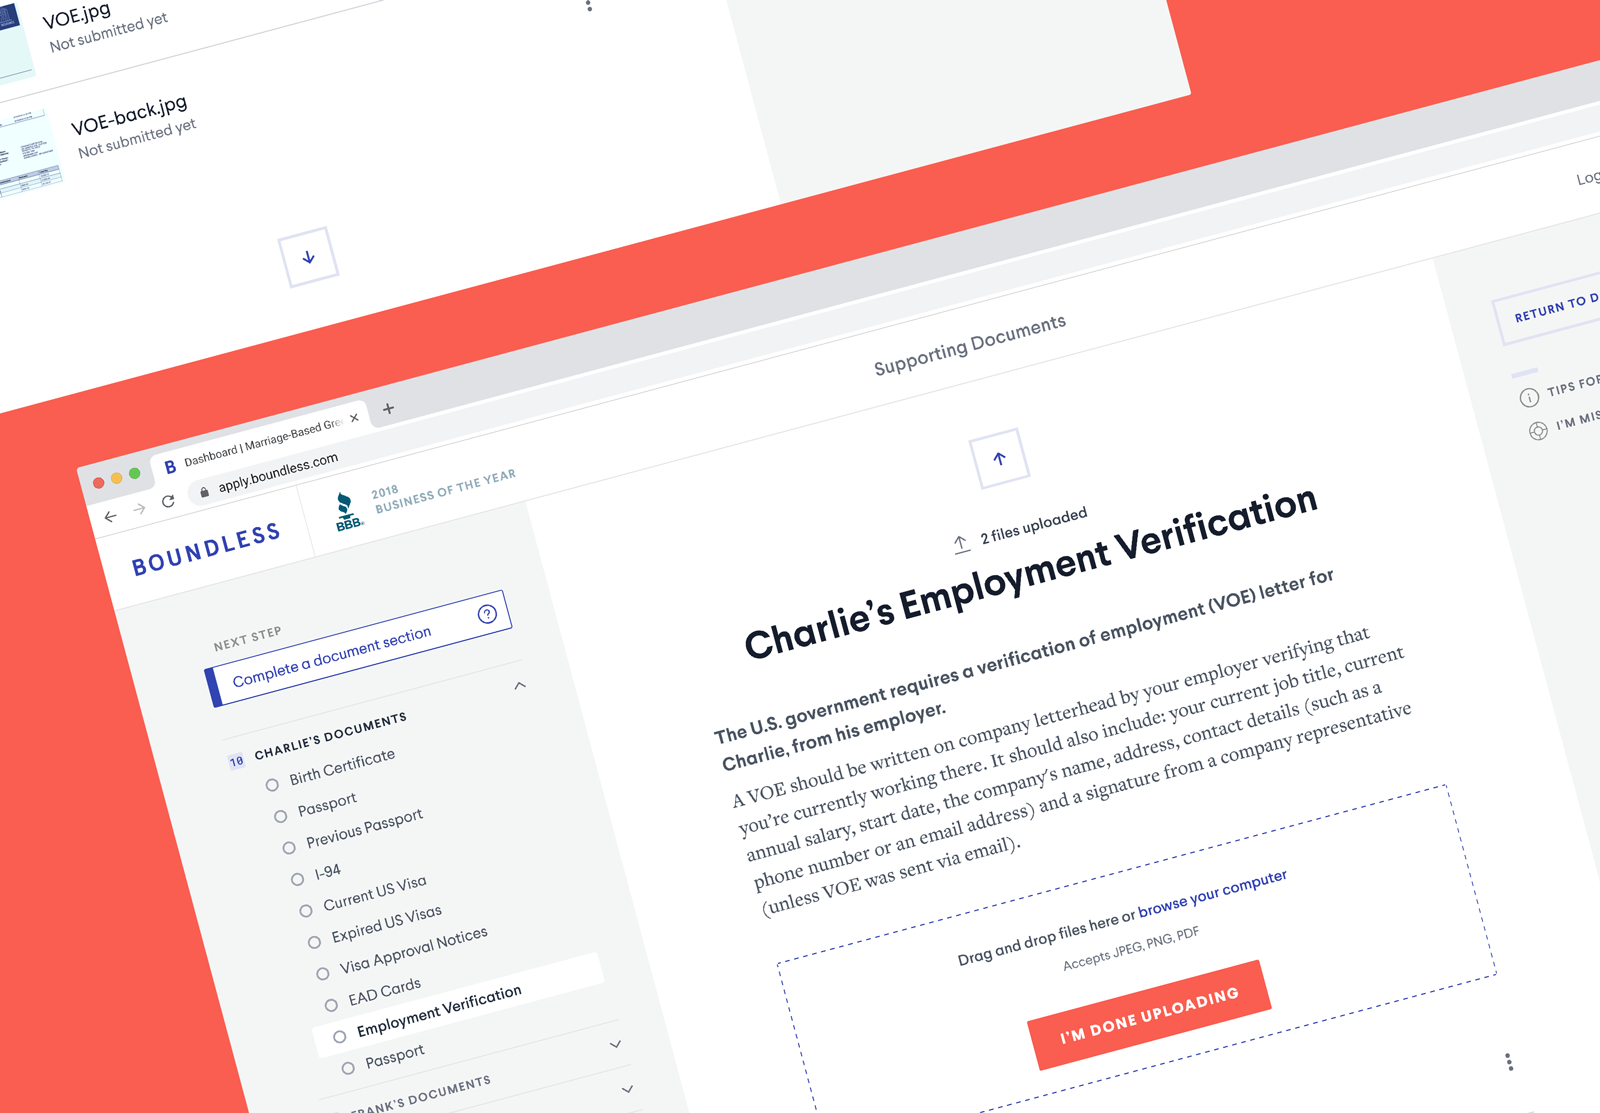 VOE.jpg
Not submitted yet
VOE-back.jpg
Not submitted yet
Dashboard | Marriage-Based Gre
apply.boundless.com
BOUNDLESS
BBB
2018
BUSINESS OF THE YEAR
Supporting Documents
Log
NEXT STEP
Complete a document section
10 CHARLIE'S DOCUMENTS
Birth Certificate
Passport
Previous Passport
I-94
Current US Visa
Expired US Visas
Visa Approval Notices
EAD Cards
Employment Verification
Passport
FRANK'S DOCUMENTS
2 files uploaded
Charlie's Employment Verification
The U.S. government requires a verification of employment (VOE) letter for
Charlie, from his employer.
A VOE should be written on company letterhead by your employer verifying that
you're currently working there. It should also include: your current job title, current
annual salary, start date, the company's name, address, contact details (such as a
phone number or an email address) and a signature from a company representative
(unless VOE was sent via email).
Drag and drop files here or browse your computer
Accepts JPEG, PNG, PDF
I'M DONE UPLOADING
RETURN TO D
TIPS FOR
I'M MIS